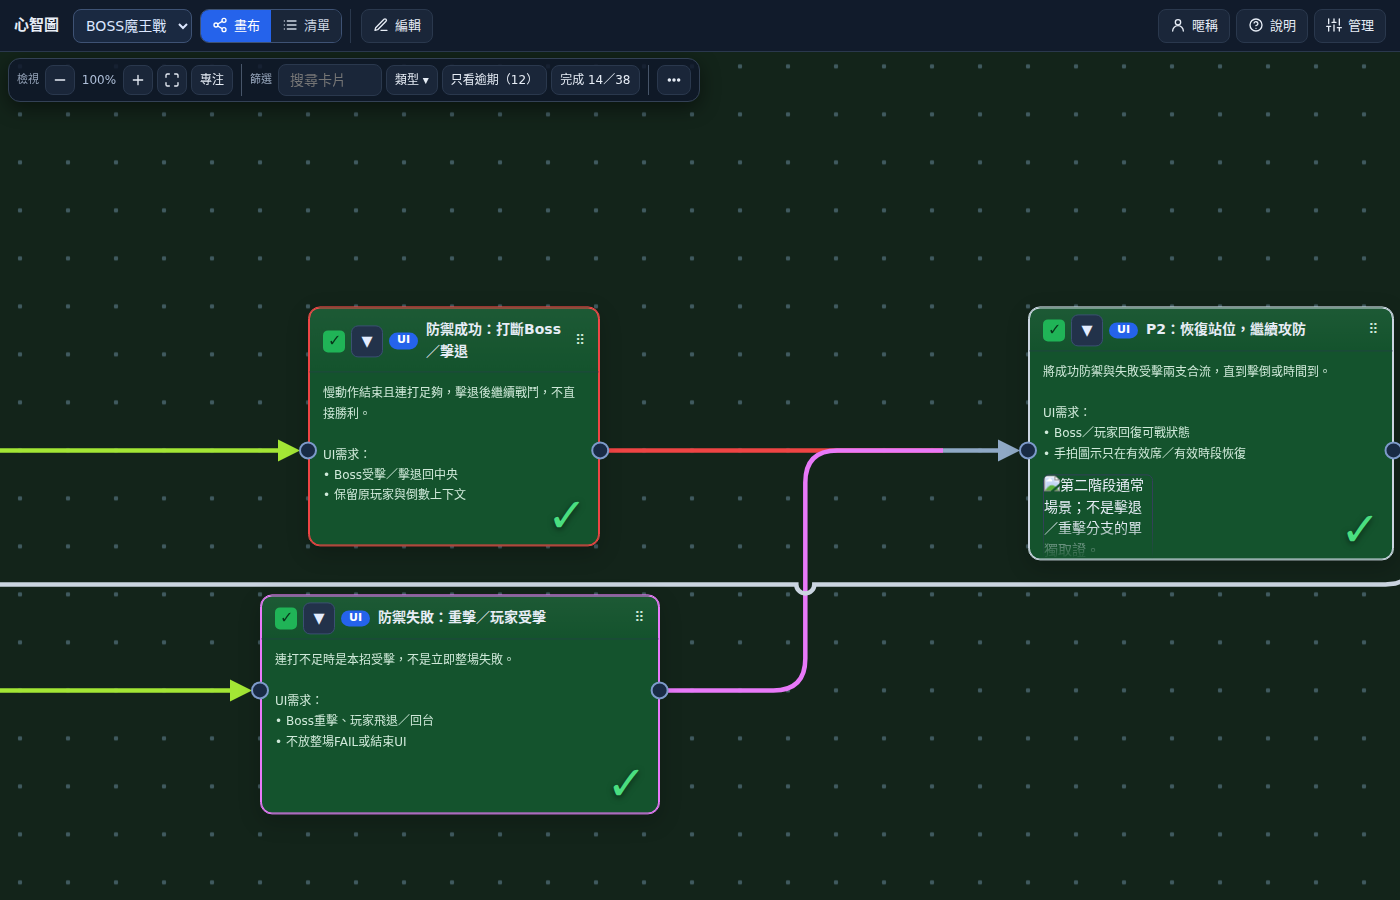 心智圖
BOSS魔王戰
畫布
清單
編輯
暱稱
說明
管理
檢視
100%
專注
篩選
搜尋卡片
類型 ▾
只看逾期（12）
完成 14／38
UI
防禦成功：打斷Boss
／擊退
慢動作結束且連打足夠，擊退後繼續戰鬥，不直
接勝利。
UI需求：
• Boss受擊／擊退回中央
• 保留原玩家與倒數上下文
UI
P2：恢復站位，繼續攻防
將成功防禦與失敗受擊兩支合流，直到擊倒或時間到。
UI需求：
• Boss／玩家回復可戰狀態
• 手拍圖示只在有效席／有效時段恢復
第二階段通常
場景；不是擊退
／重擊分支的單
獨取證。
UI
防禦失敗：重擊／玩家受擊
連打不足時是本招受擊，不是立即整場失敗。
UI需求：
• Boss重擊、玩家飛退／回台
• 不放整場FAIL或結束UI